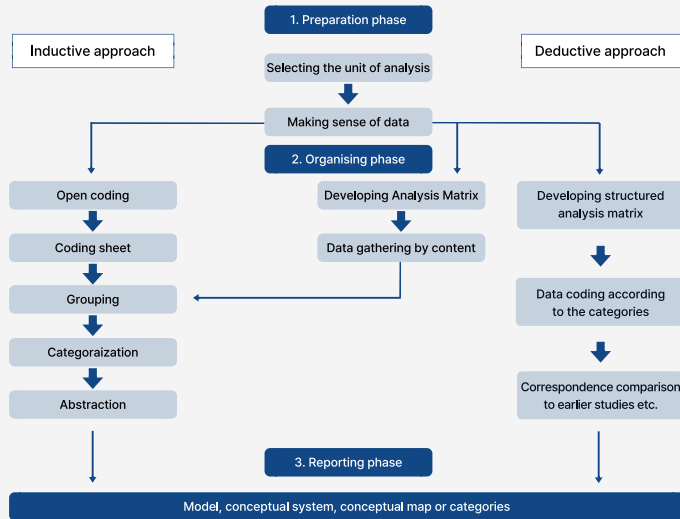 1. Preparation phase
Inductive approach
Deductive approach
Selecting the unit of analysis
Making sense of data
2. Organising phase
Open coding
Developing Analysis Matrix
Developing structured
analysis matrix
Coding sheet
Data gathering by content
Grouping
Data coding according
to the categories
Categoraization
Abstraction
Correspondence comparison
to earlier studies etc.
3. Reporting phase
Model, conceptual system, conceptual map or categories